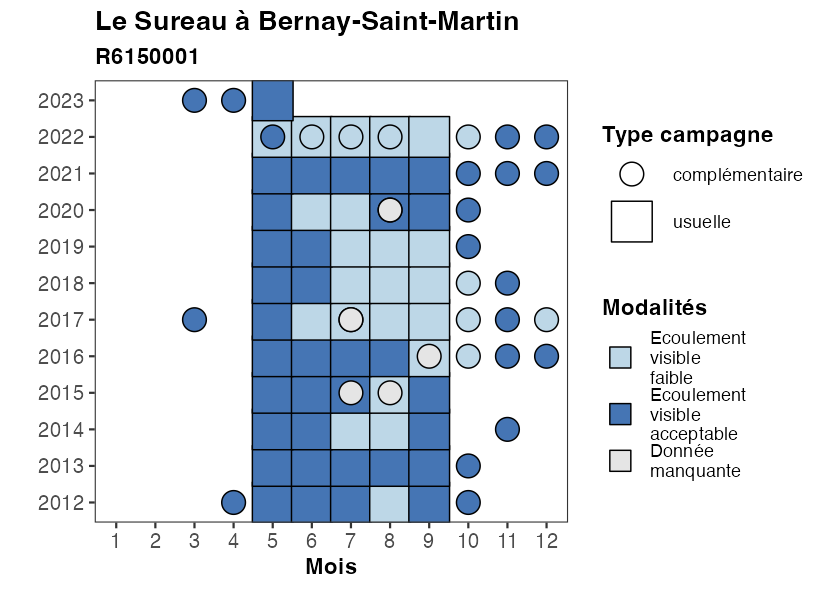 Le Sureau à Bernay-Saint-Martin
R6150001
2023
2022
2021
2020
2019
2018
2017
2016
2015
2014
2013
2012
1 2 3 4 5 6 7 8 9 10 11 12
Mois
Type campagne
complémentaire
usuelle
Modalités
Ecoulement
visible
faible
Ecoulement
visible
acceptable
Donnée
manquante